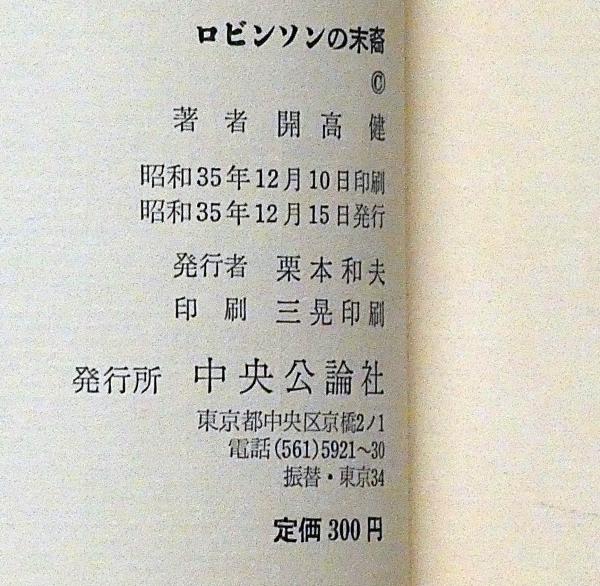 ロビンソンの末裔
©
著者 開高健
昭和35年12月10日印刷
昭和35年12月15日発行
発行者 栗本和夫
印刷 三晃印刷
発行所 中央公論社
東京都中央区京橋2ノ1
電話(561)5921〜30
振替・東京34
定価300円